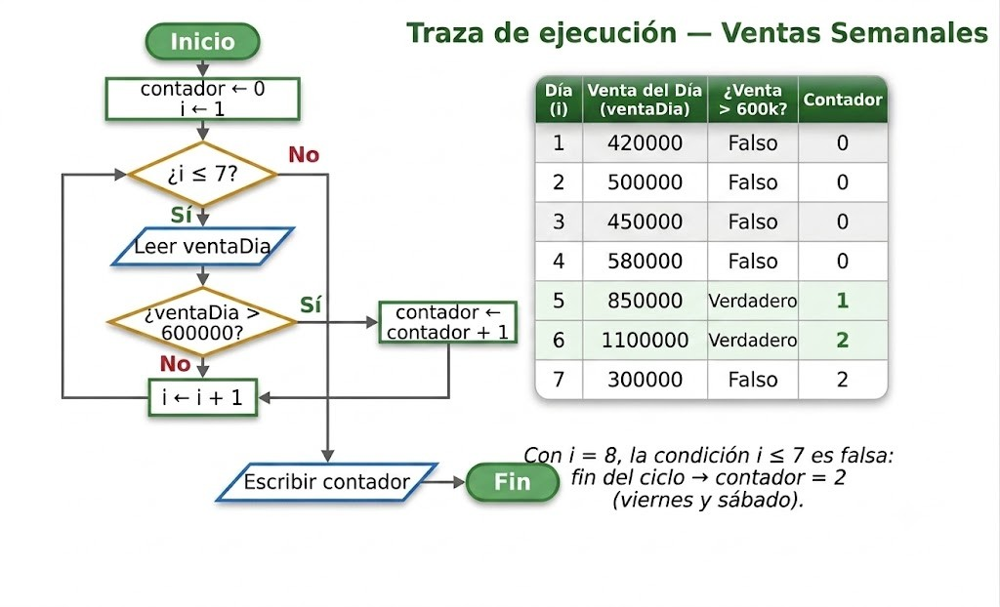 Traza de ejecución — Ventas Semanales
Inicio
contador ← 0
i ← 1
¿i ≤ 7?
No
Sí
Leer ventaDia
¿ventaDia >
600000?
Sí
contador ←
contador + 1
No
i ← i + 1
Escribir contador
Fin
Día
(i)
Venta del Día
(ventaDia)
¿Venta
> 600k?
Contador
1 420000 Falso 0
2 500000 Falso 0
3 450000 Falso 0
4 580000 Falso 0
5 850000 Verdadero 1
6 1100000 Verdadero 2
7 300000 Falso 2
Con i = 8, la condición i ≤ 7 es falsa:
fin del ciclo → contador = 2
(viernes y sábado).